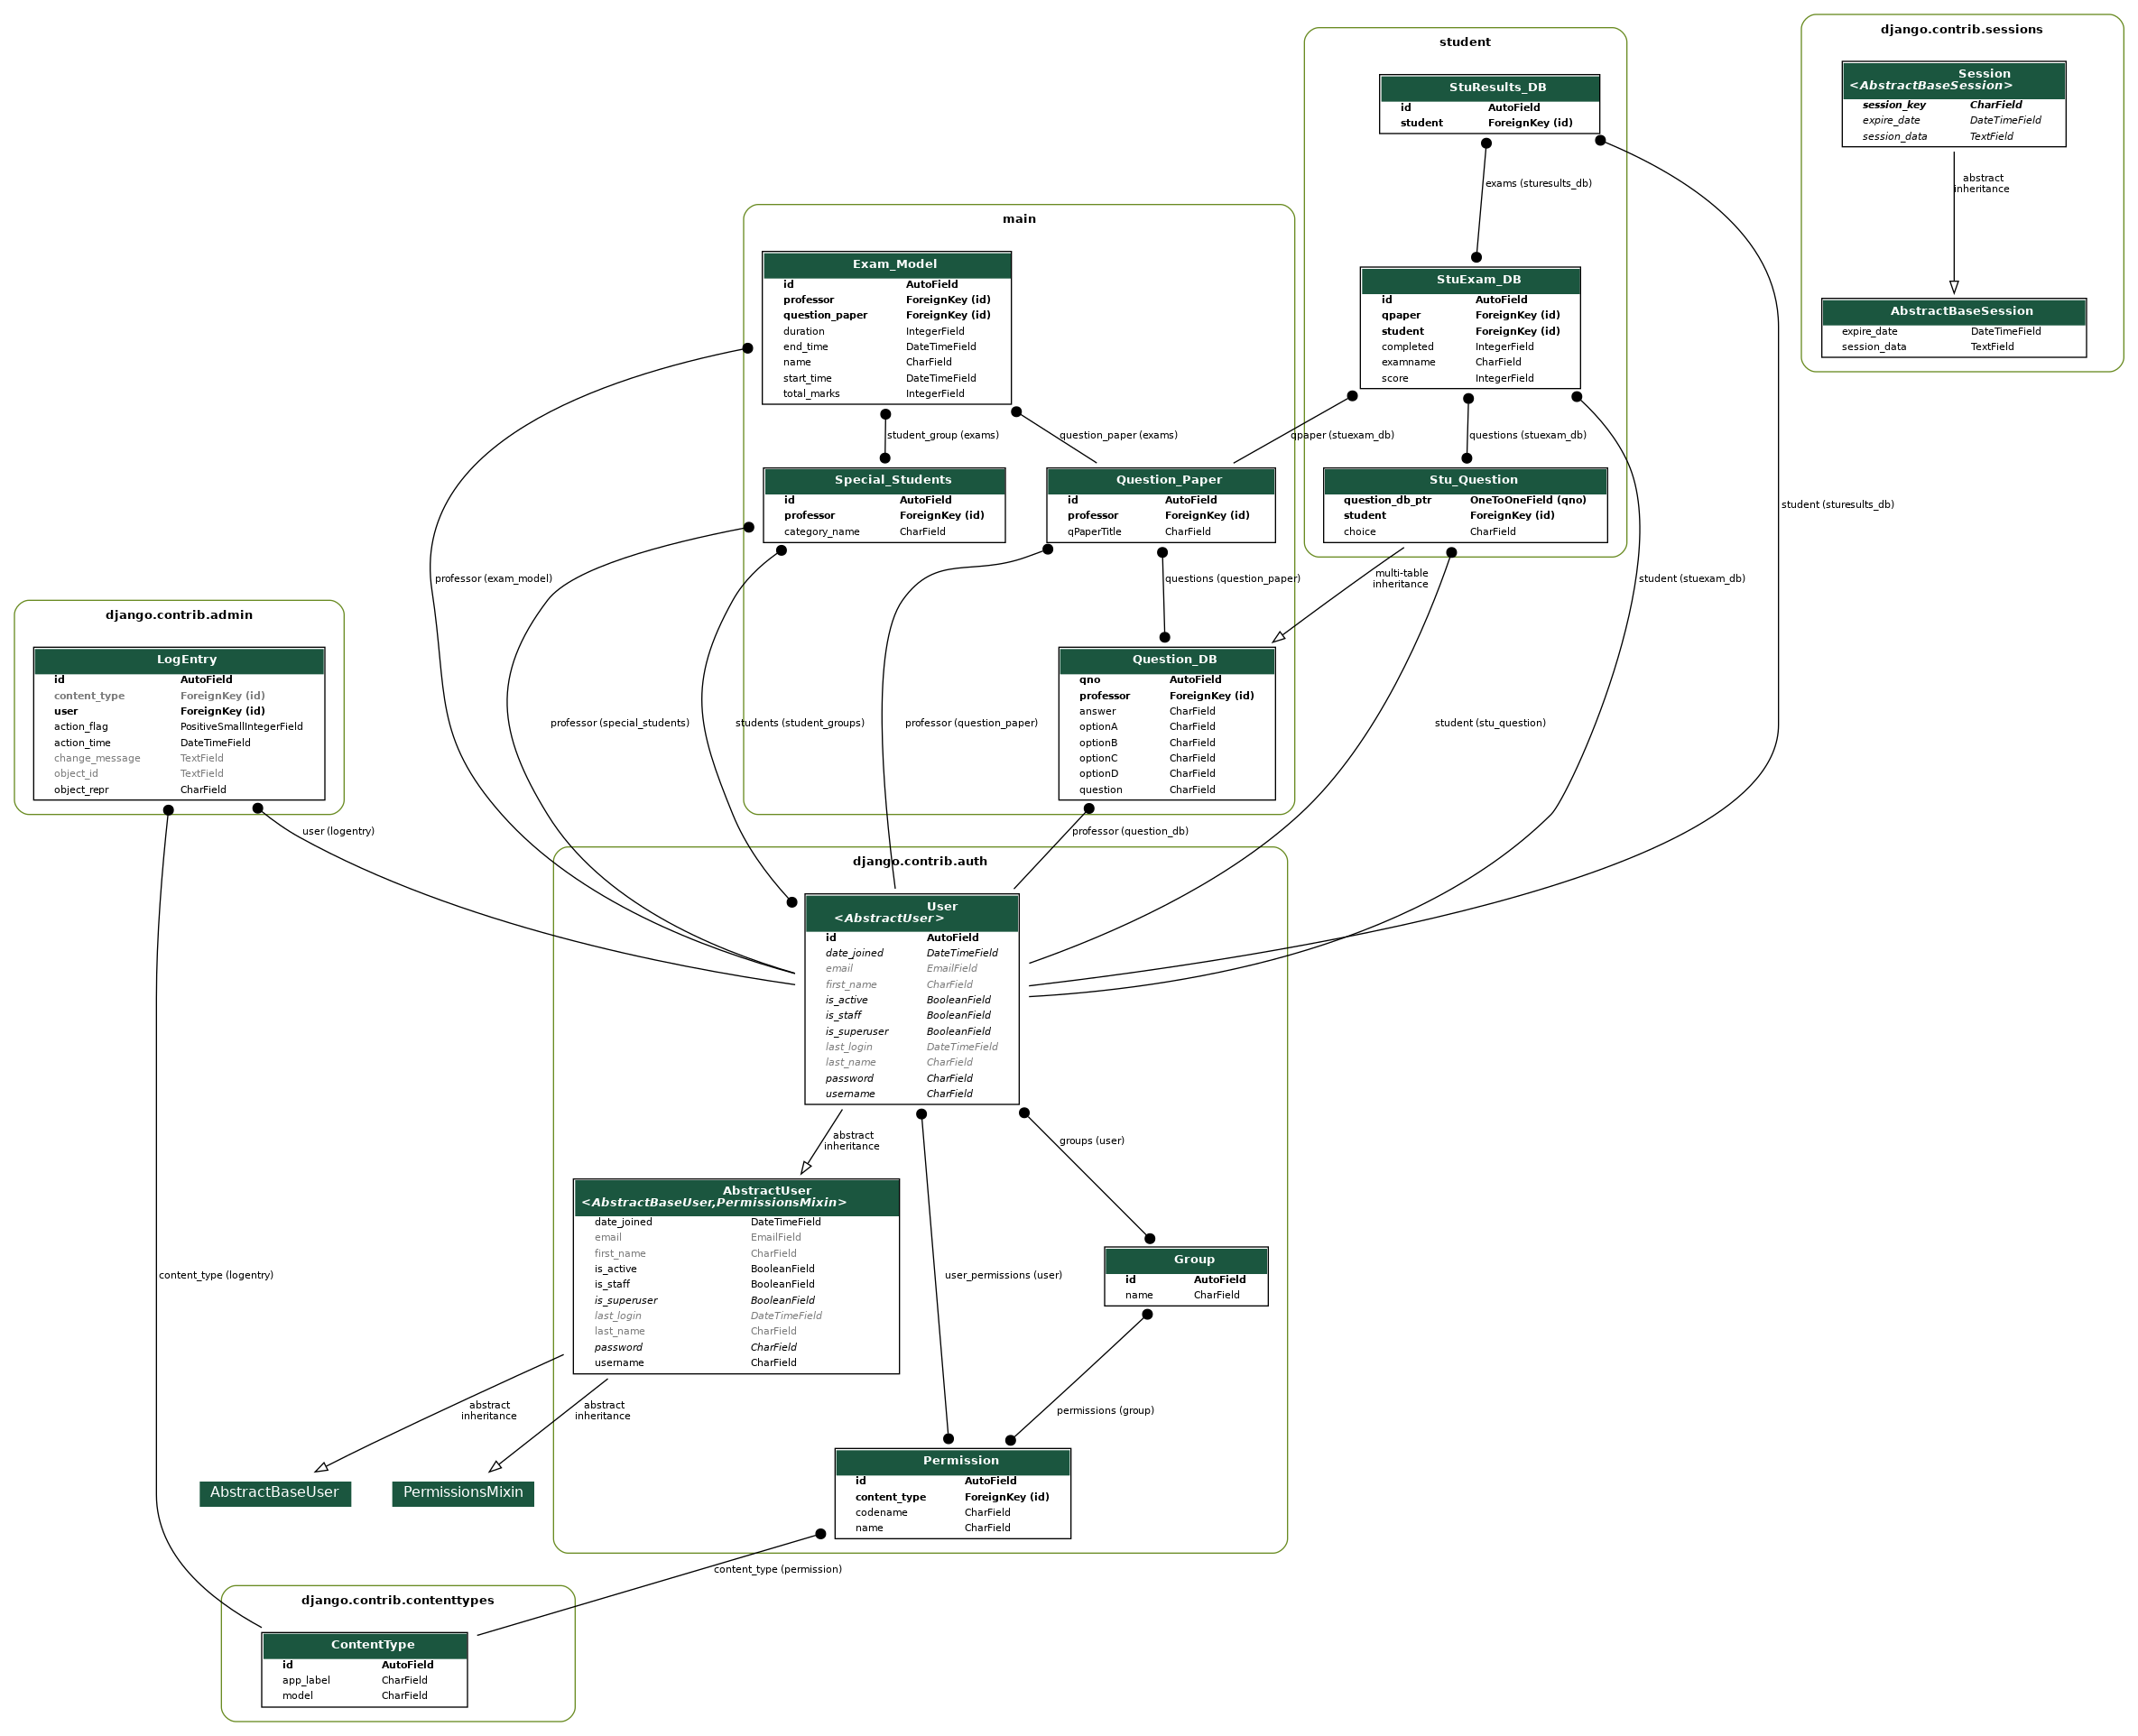 student
StuResults_DB
id AutoField
student ForeignKey (id)
exams (sturesults_db)
StuExam_DB
id AutoField
qpaper ForeignKey (id)
student ForeignKey (id)
completed IntegerField
examname CharField
score IntegerField
qpaper (stuexam_db)
questions (stuexam_db)
Stu_Question
question_db_ptr OneToOneField (qno)
student ForeignKey (id)
choice CharField
student (sturesults_db)
student (stuexam_db)
multi-table
inheritance
student (stu_question)
django.contrib.sessions
Session
<AbstractBaseSession>
session_key CharField
expire_date DateTimeField
session_data TextField
abstract
inheritance
AbstractBaseSession
expire_date DateTimeField
session_data TextField
main
Exam_Model
id AutoField
professor ForeignKey (id)
question_paper ForeignKey (id)
duration IntegerField
end_time DateTimeField
name CharField
start_time DateTimeField
total_marks IntegerField
student_group (exams)
question_paper (exams)
Special_Students
id AutoField
professor ForeignKey (id)
category_name CharField
Question_Paper
id AutoField
professor ForeignKey (id)
qPaperTitle CharField
professor (exam_model)
questions (question_paper)
professor (special_students)
students (student_groups)
professor (question_paper)
Question_DB
qno AutoField
professor ForeignKey (id)
answer CharField
optionA CharField
optionB CharField
optionC CharField
optionD CharField
question CharField
professor (question_db)
django.contrib.admin
LogEntry
id AutoField
content_type ForeignKey (id)
user ForeignKey (id)
action_flag PositiveSmallIntegerField
action_time DateTimeField
change_message TextField
object_id TextField
object_repr CharField
user (logentry)
content_type (logentry)
django.contrib.auth
User
<AbstractUser>
id AutoField
date_joined DateTimeField
email EmailField
first_name CharField
is_active BooleanField
is_staff BooleanField
is_superuser BooleanField
last_login DateTimeField
last_name CharField
password CharField
username CharField
abstract
inheritance
groups (user)
user_permissions (user)
AbstractUser
<AbstractBaseUser,PermissionsMixin>
date_joined DateTimeField
email EmailField
first_name CharField
is_active BooleanField
is_staff BooleanField
is_superuser BooleanField
last_login DateTimeField
last_name CharField
password CharField
username CharField
Group
id AutoField
name CharField
permissions (group)
abstract
inheritance
abstract
inheritance
AbstractBaseUser
PermissionsMixin
Permission
id AutoField
content_type ForeignKey (id)
codename CharField
name CharField
content_type (permission)
django.contrib.contenttypes
ContentType
id AutoField
app_label CharField
model CharField